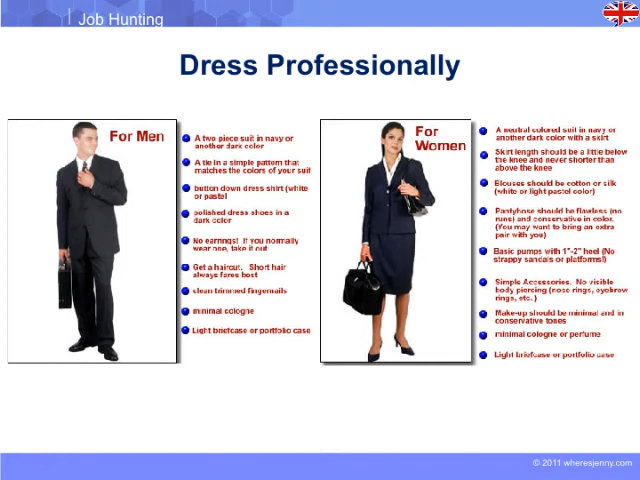 Job Hunting
Dress Professionally
For Men
A two piece suit in navy or
another dark color
A tie in a simple pattern that
matches the colors of your suit
button down dress shirt (white
or pastel
polished dress shoes in a
dark color
No earrings! If you normally
wear one, take it out
Get a haircut. Short hair
always fares best
clean trimmed fingernails
minimal cologne
Light briefcase or portfolio case
For
Women
A neutral colored suit in navy or
another dark color with a skirt
Skirt length should be a little below
the knee and never shorter than
above the knee
Blouses should be cotton or silk
(white or light pastel color)
Pantyhose should be flawless (no
runs) and conservative in color.
(You may want to bring an extra
pair with you)
Basic pumps with 1"-2" heel (No
strappy sandals or platforms!)
Simple Accessories. No visible
body piercing (nose rings, eyebrow
rings, etc.)
Make-up should be minimal and in
conservative tones
minimal cologne or perfume
Light briefcase or portfolio case
© 2011 wheresjenny.com